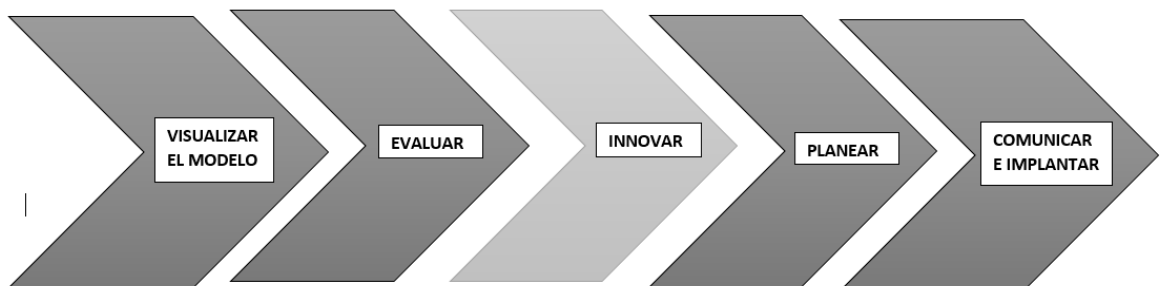 VISUALIZAR
EL MODELO
EVALUAR
INNOVAR
PLANEAR
COMUNICAR
E IMPLANTAR